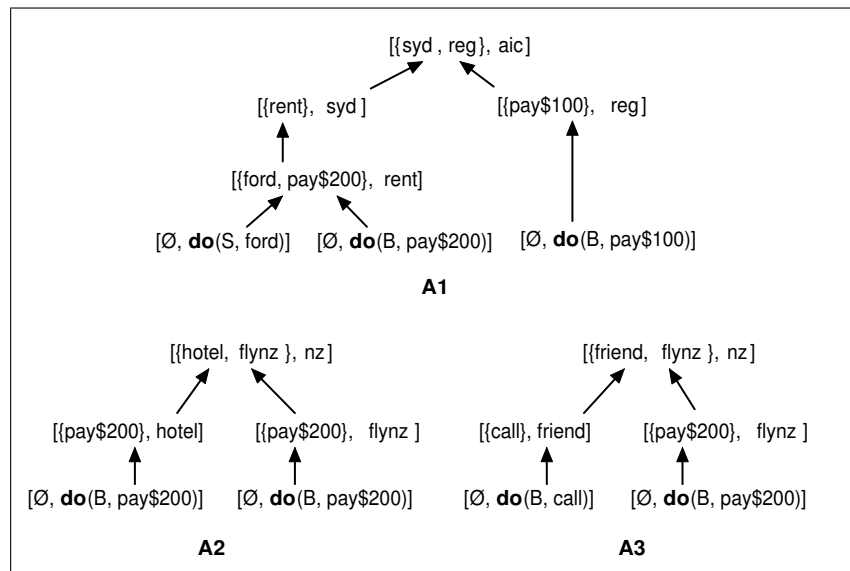 [{syd , reg}, aic]
[{rent}, syd ] [{pay$100}, reg]
[{ford, pay$200}, rent]
[Ø, do(S, ford)] [Ø, do(B, pay$200)] [Ø, do(B, pay$100)]
A1
[{hotel, flynz }, nz] [{friend, flynz }, nz]
[{pay$200}, hotel] [{pay$200}, flynz ] [{call}, friend] [{pay$200}, flynz ]
[Ø, do(B, pay$200)] [Ø, do(B, pay$200)] [Ø, do(B, call)] [Ø, do(B, pay$200)]
A2 A3